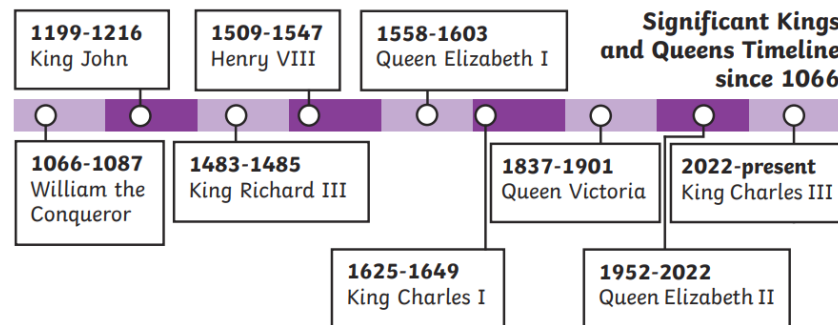 Significant Kings
and Queens Timeline
since 1066
1199-1216
King John
1509-1547
Henry VIII
1558-1603
Queen Elizabeth I
1066-1087
William the
Conqueror
1483-1485
King Richard III
1625-1649
King Charles I
1837-1901
Queen Victoria
1952-2022
Queen Elizabeth II
2022-present
King Charles III